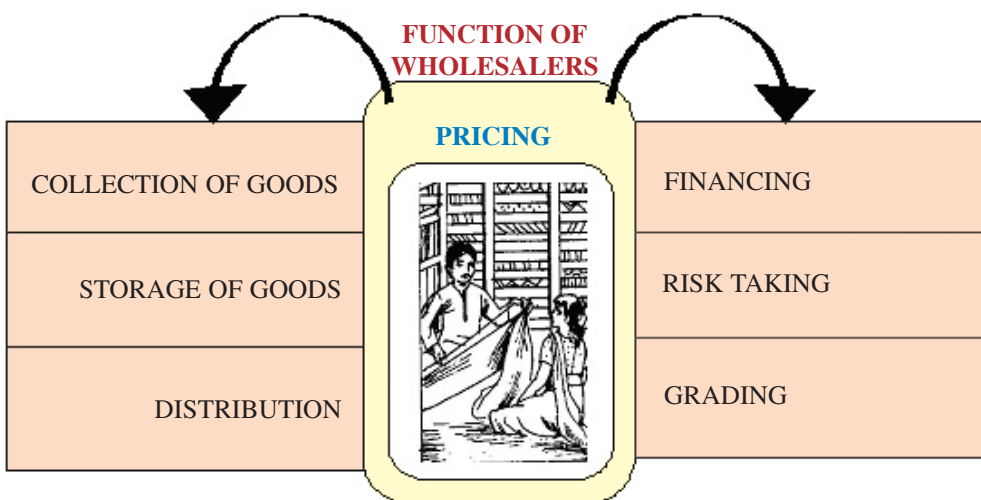 FUNCTION OF
WHOLESALERS
PRICING
COLLECTION OF GOODS
STORAGE OF GOODS
DISTRIBUTION
FINANCING
RISK TAKING
GRADING